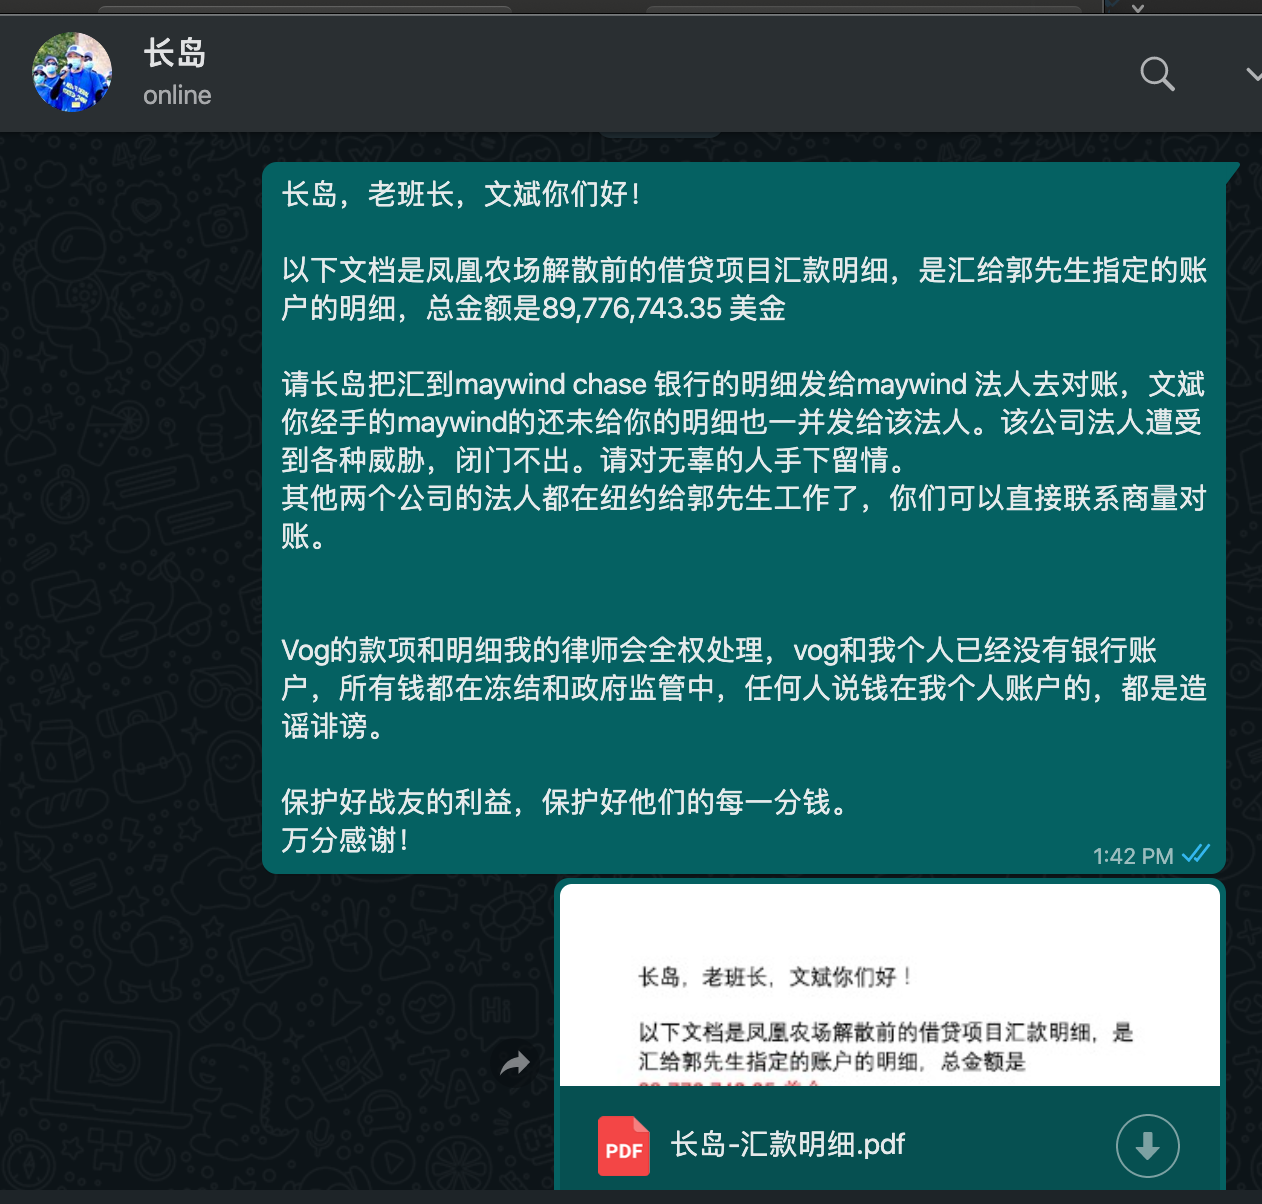 长岛
online
长岛，老班长，文斌你们好！
以下文档是凤凰农场解散前的借贷项目汇款明细，是汇给郭先生指定的账
户的明细，总金额是89,776,743.35 美金
请长岛把汇到maywind chase 银行的明细发给maywind 法人去对账，文斌
你经手的maywind的还未给你的明细也一并发给该法人。该公司法人遭受
到各种威胁，闭门不出。请对无辜的人手下留情。
其他两个公司的法人都在纽约给郭先生工作了，你们可以直接联系商量对
账。
Vog的款项和明细我的律师会全权处理，vog和我个人已经没有银行账
户，所有钱都在冻结和政府监管中，任何人说钱在我个人账户的，都是造
谣诽谤。
保护好战友的利益，保护好他们的每一分钱。
万分感谢！
1:42 PM
长岛，老班长，文斌你们好！
以下文档是凤凰农场解散前的借贷项目汇款明细，是
汇给郭先生指定的账户的明细，总金额是
PDF
长岛-汇款明细.pdf